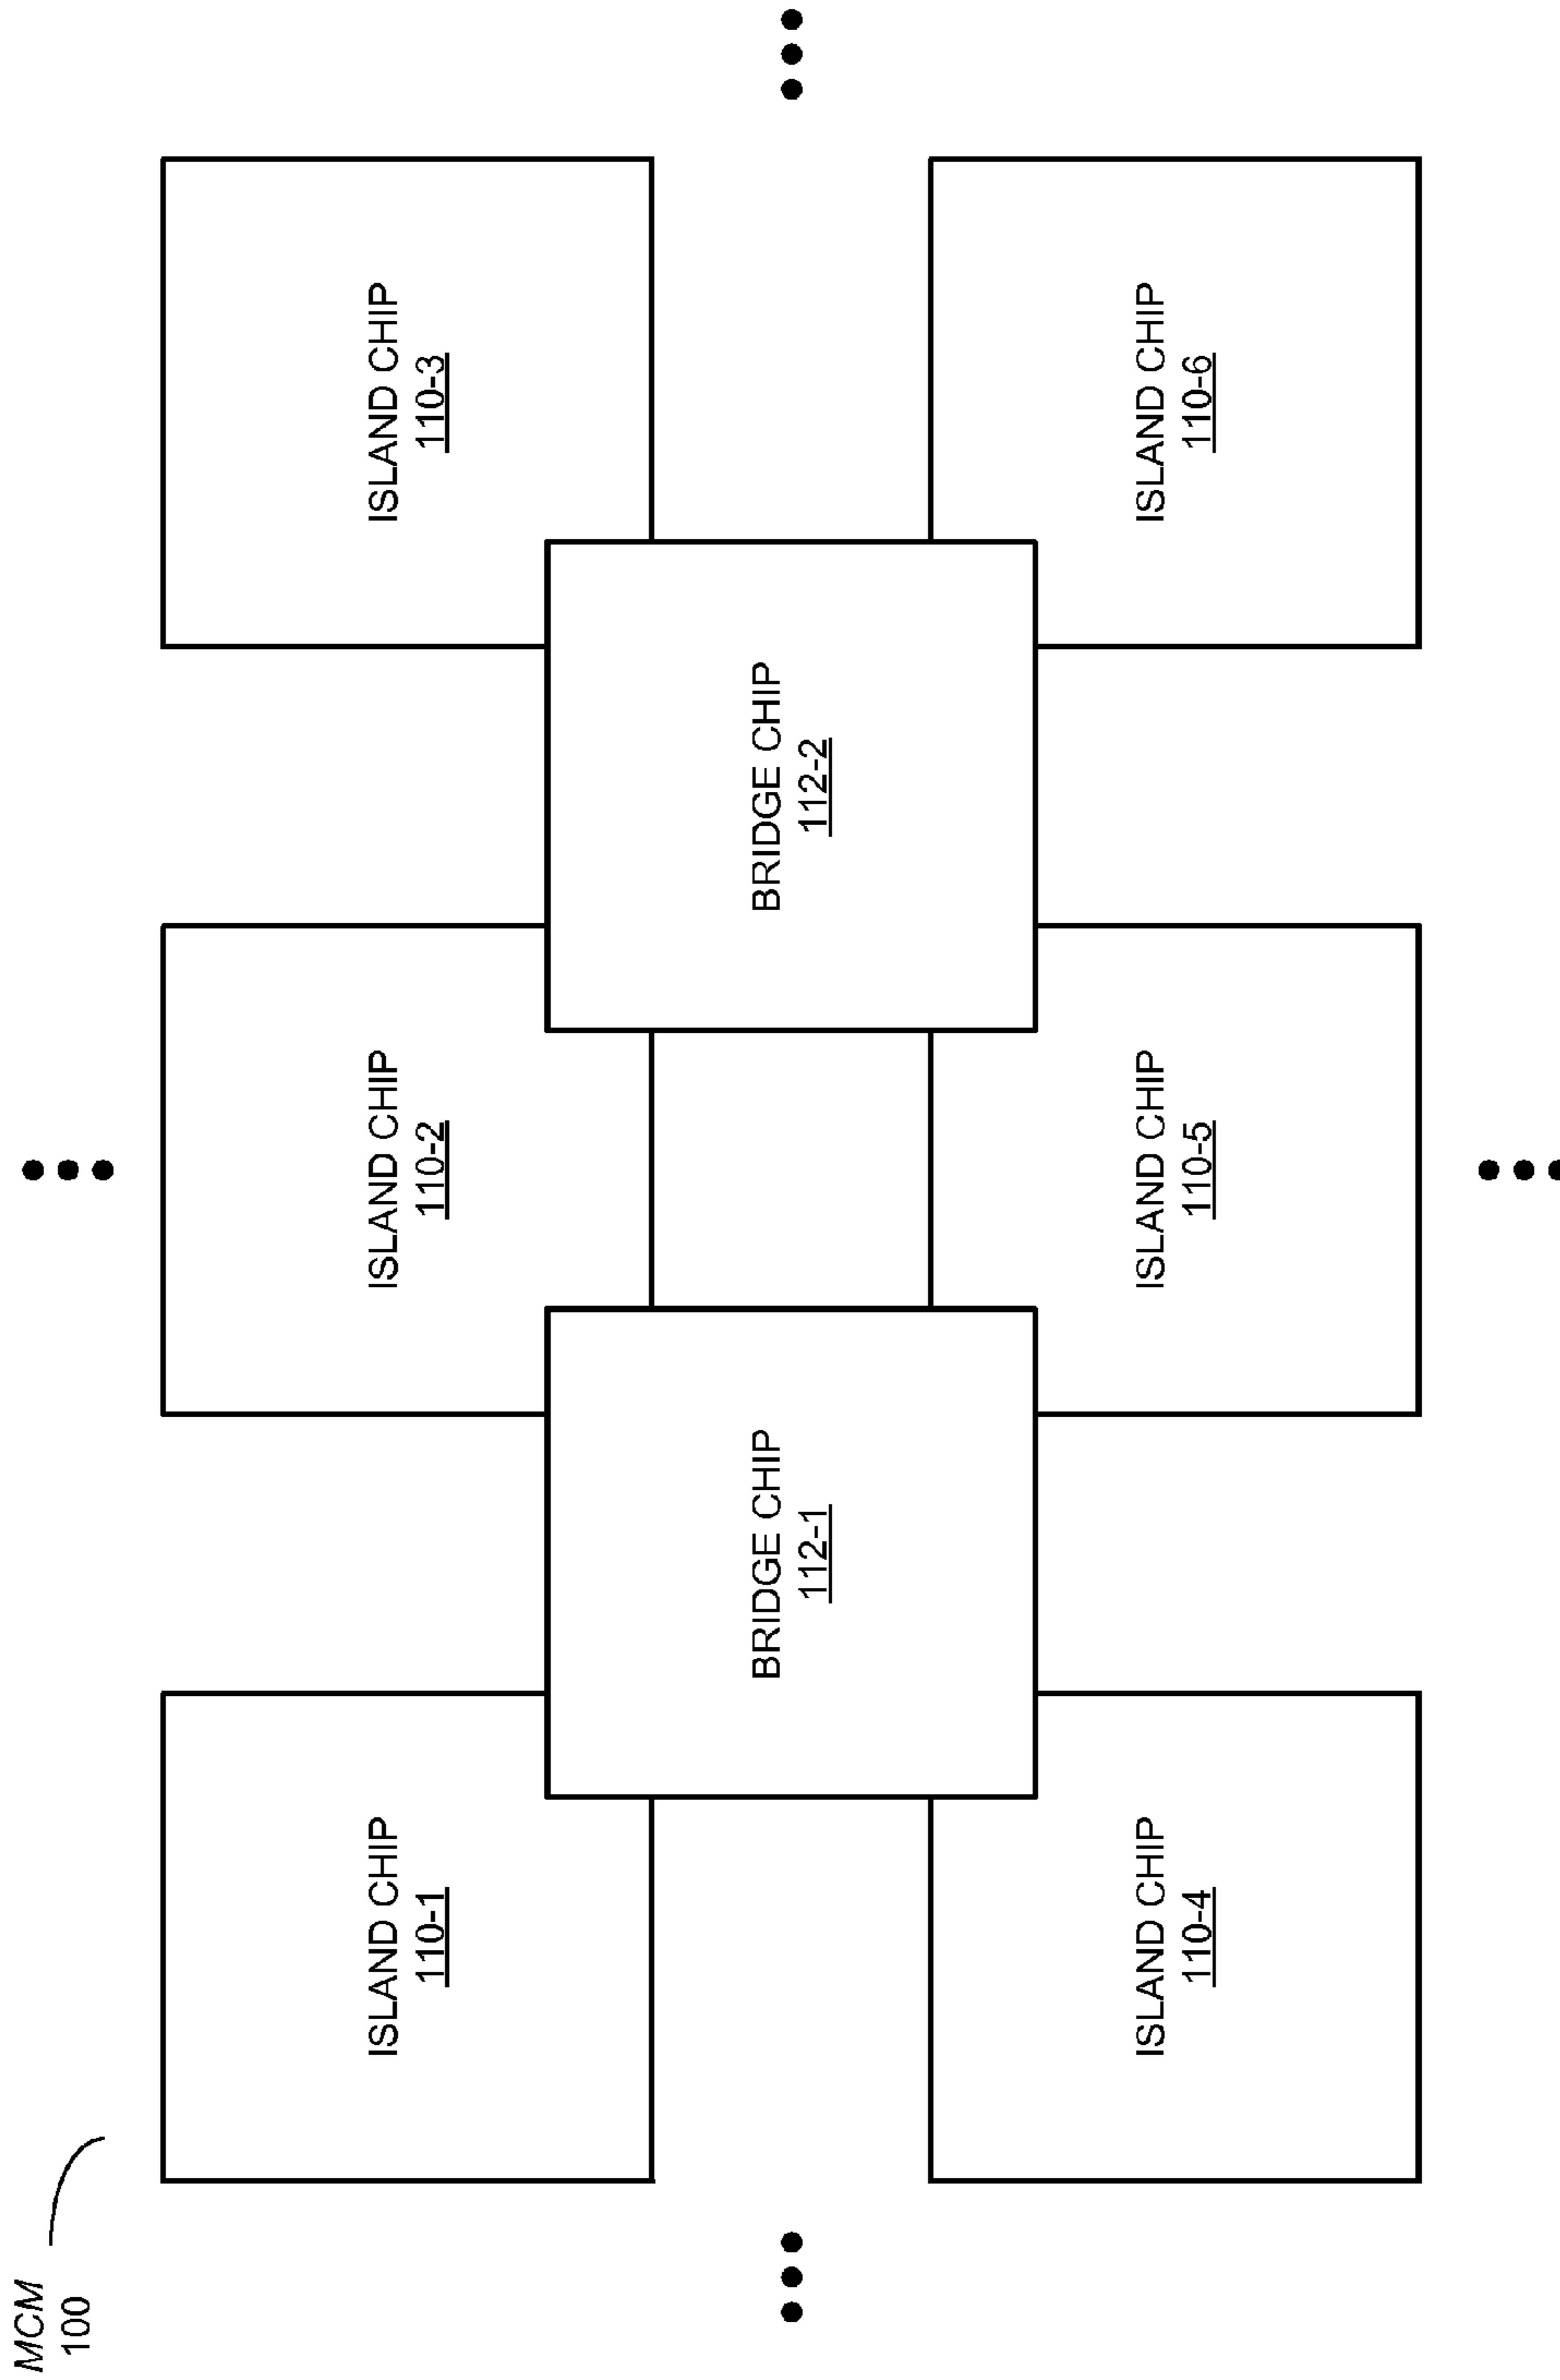 MCM
100
ISLAND CHIP
110-1
ISLAND CHIP
110-2
ISLAND CHIP
110-3
BRIDGE CHIP
112-1
BRIDGE CHIP
112-2
ISLAND CHIP
110-4
ISLAND CHIP
110-5
ISLAND CHIP
110-6